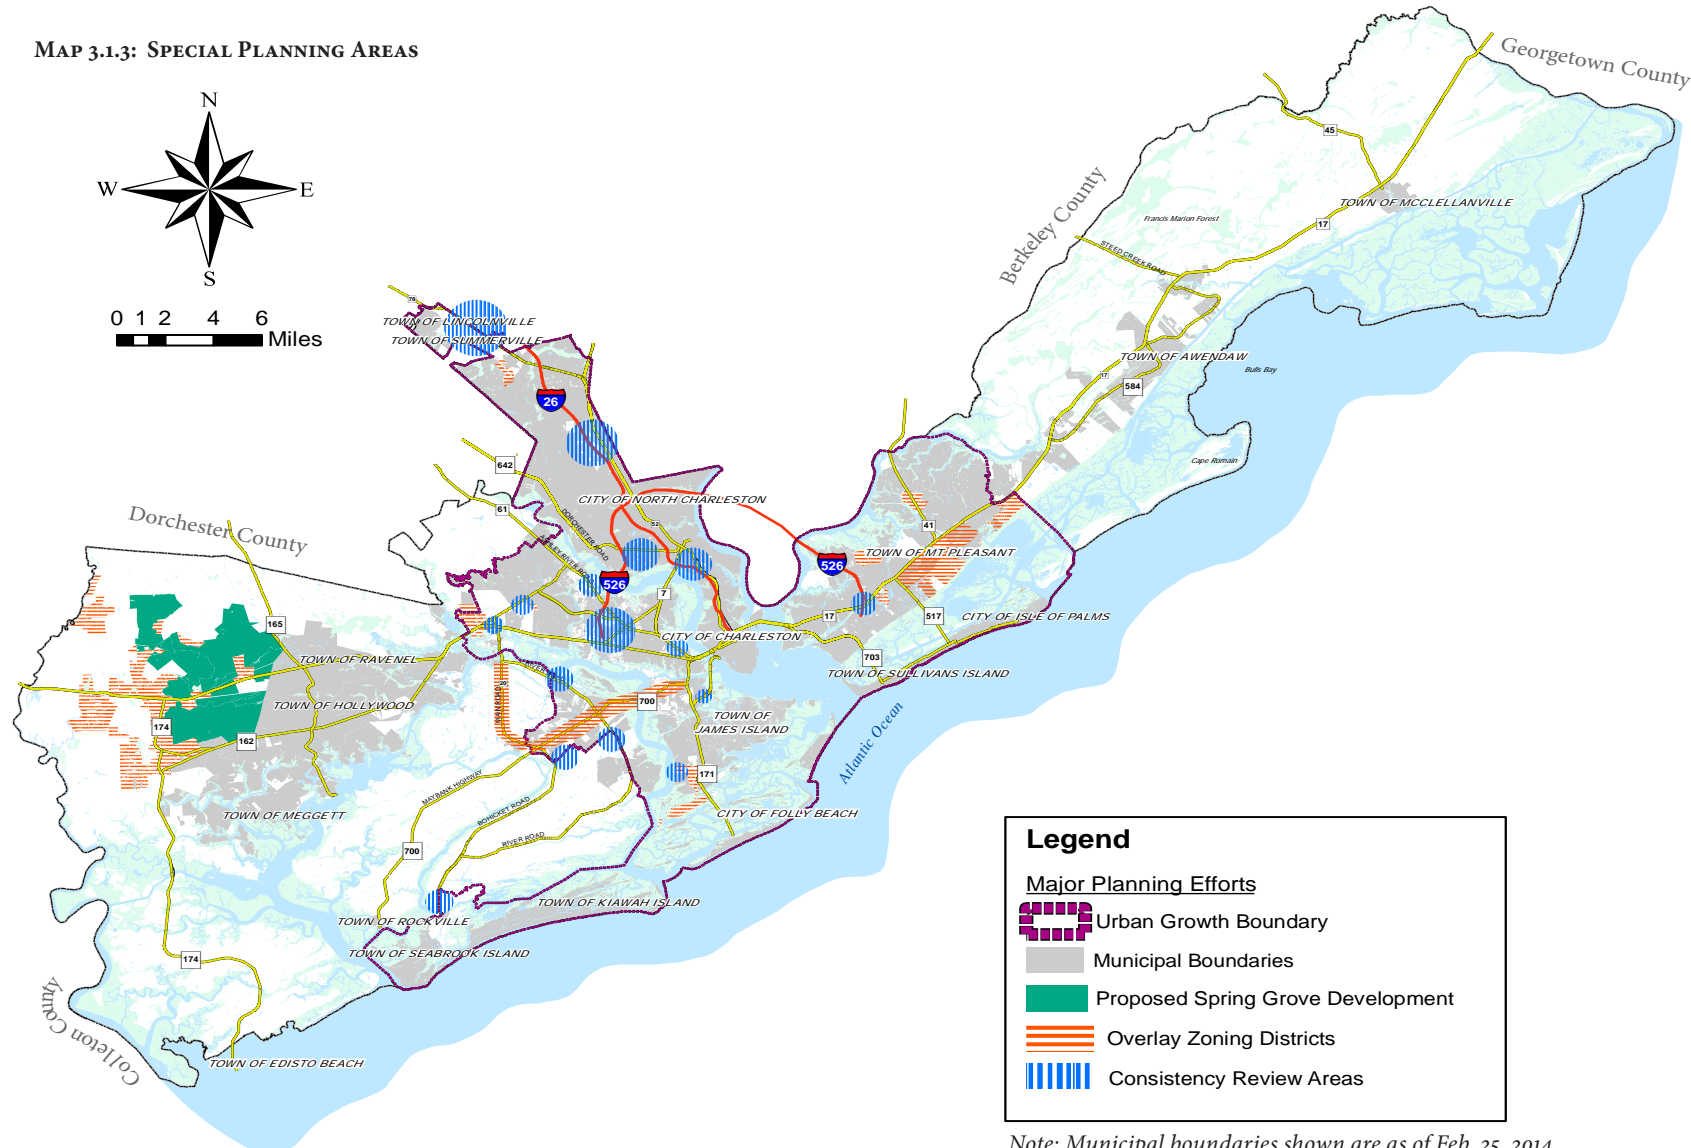 Map 3.1.3: Special Planning Areas
N
W
E
S
0 1 2 4 6
Miles
Georgetown County
Berkeley County
Dorchester County
Colleton County
45
TOWN OF MCCLELLANVILLE
17
Francis Marion Forest
STEED CREEK ROAD
78
TOWN OF LINCOLNVILLE
TOWN OF SUMMERVILLE
TOWN OF AWENDAW
Bulls Bay
17
584
26
Cape Romain
642
CITY OF NORTH CHARLESTON
61
52
DORCHESTER ROAD
41
ASHLEY RIVER ROAD
TOWN OF MT PLEASANT
526
526
7
17
517
CITY OF ISLE OF PALMS
165
CITY OF CHARLESTON
703
TOWN OF RAVENEL
TOWN OF SULLIVANS ISLAND
20
MAIN ROAD
RIVER
TOWN OF HOLLYWOOD
700
TOWN OF
JAMES ISLAND
174
162
Atlantic Ocean
171
MAYBANK HIGHWAY
BOHICKET ROAD
TOWN OF MEGGETT
CITY OF FOLLY BEACH
RIVER ROAD
700
TOWN OF KIAWAH ISLAND
TOWN OF ROCKVILLE
TOWN OF SEABROOK ISLAND
174
TOWN OF EDISTO BEACH
Legend
Major Planning Efforts
Urban Growth Boundary
Municipal Boundaries
Proposed Spring Grove Development
Overlay Zoning Districts
Consistency Review Areas
Note: Municipal boundaries shown are as of Feb. 25, 2014